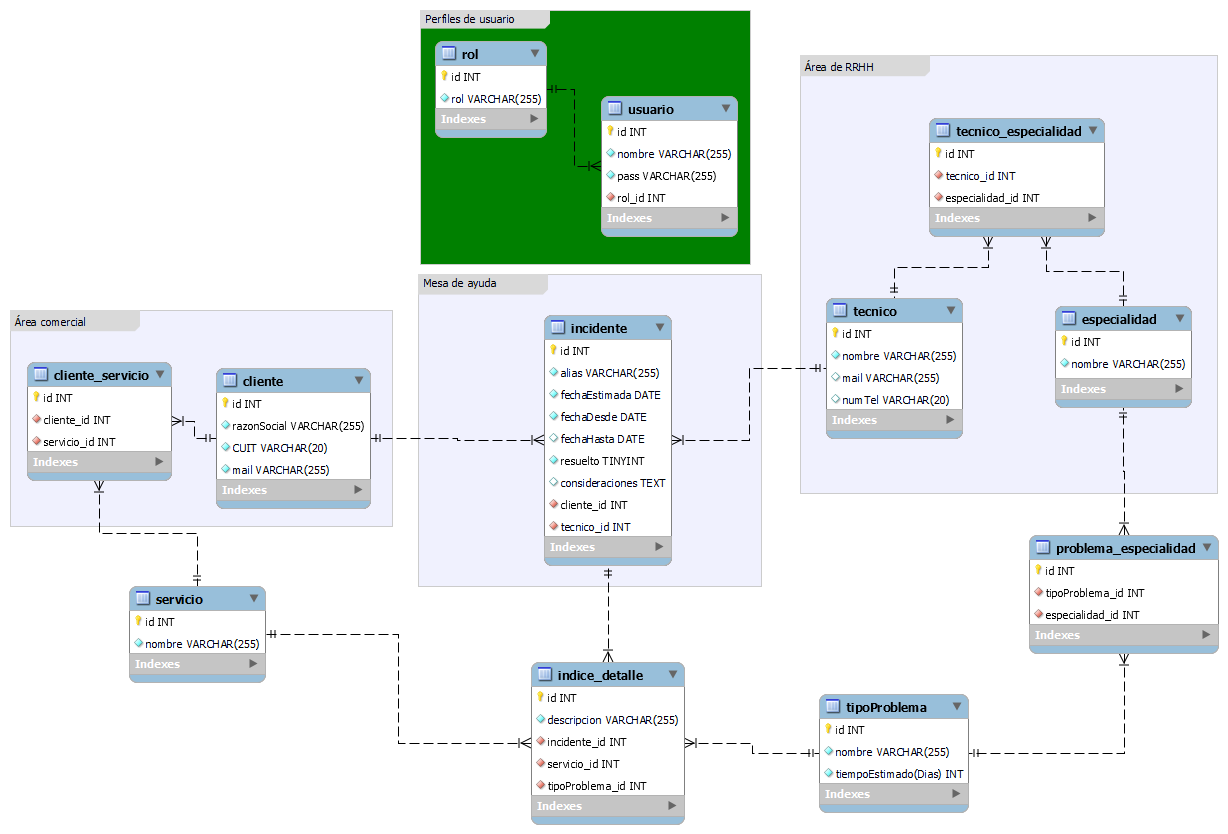 Perfiles de usuario
rol
id INT
rol VARCHAR(255)
Indexes
usuario
id INT
nombre VARCHAR(255)
pass VARCHAR(255)
rol_id INT
Indexes
Área de RRHH
tecnico_especialidad
id INT
tecnico_id INT
especialidad_id INT
Indexes
tecnico
id INT
nombre VARCHAR(255)
mail VARCHAR(255)
numTel VARCHAR(20)
Indexes
especialidad
id INT
nombre VARCHAR(255)
Indexes
Mesa de ayuda
incidente
id INT
alias VARCHAR(255)
fechaEstimada DATE
fechaDesde DATE
fechaHasta DATE
resuelto TINYINT
consideraciones TEXT
cliente_id INT
tecnico_id INT
Indexes
Área comercial
cliente_servicio
id INT
cliente_id INT
servicio_id INT
Indexes
cliente
id INT
razonSocial VARCHAR(255)
CUIT VARCHAR(20)
mail VARCHAR(255)
Indexes
servicio
id INT
nombre VARCHAR(255)
Indexes
indice_detalle
id INT
descripcion VARCHAR(255)
incidente_id INT
servicio_id INT
tipoProblema_id INT
Indexes
tipoProblema
id INT
nombre VARCHAR(255)
tiempoEstimado(Dias) INT
Indexes
problema_especialidad
id INT
tipoProblema_id INT
especialidad_id INT
Indexes